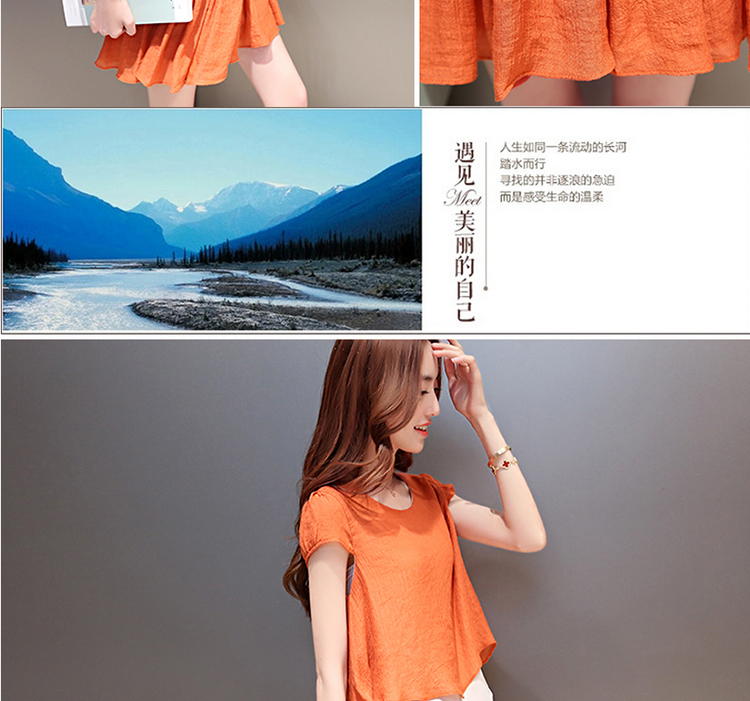 遇见
Meet
美丽的自己
人生如同一条流动的长河
踏水而行
寻找的并非逐浪的急迫
而是感受生命的温柔